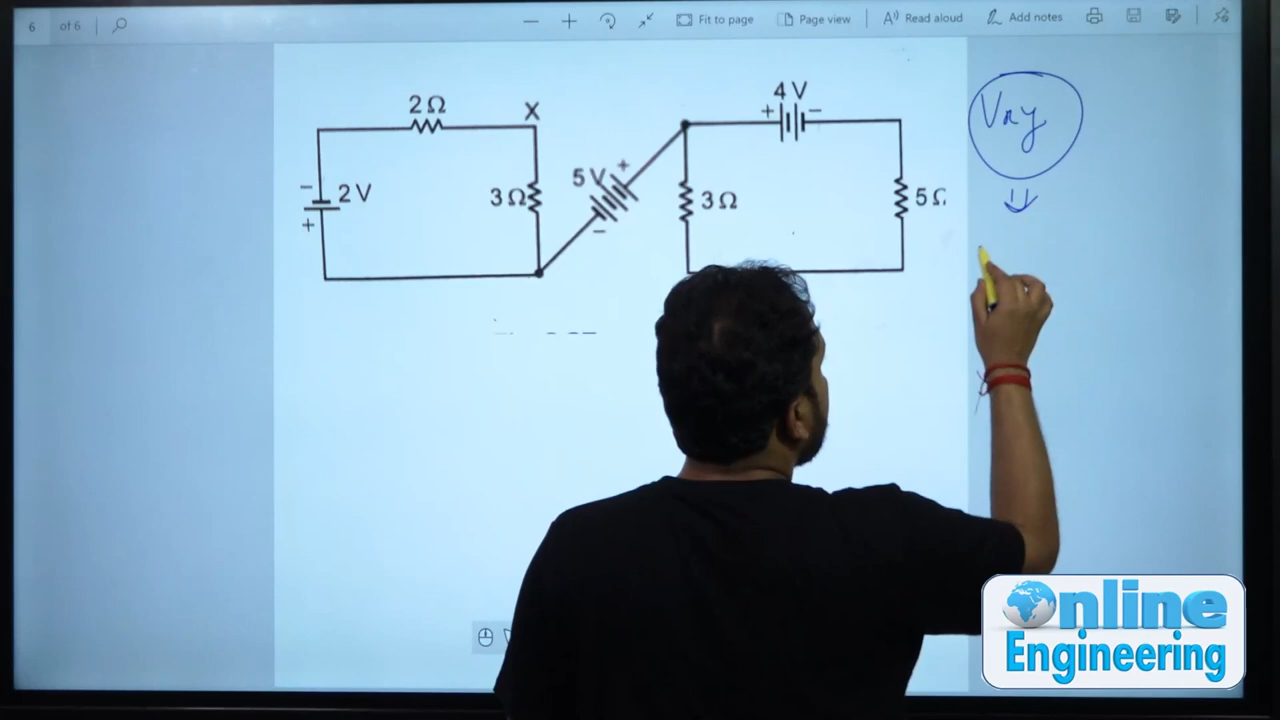 6 of 6 Fit to page Page view Read aloud Add notes
4 V
+ −
2 Ω X
Vxy
5 V +
− 2 V 3 Ω 3 Ω 5 Ω
+ −
Online
Engineering